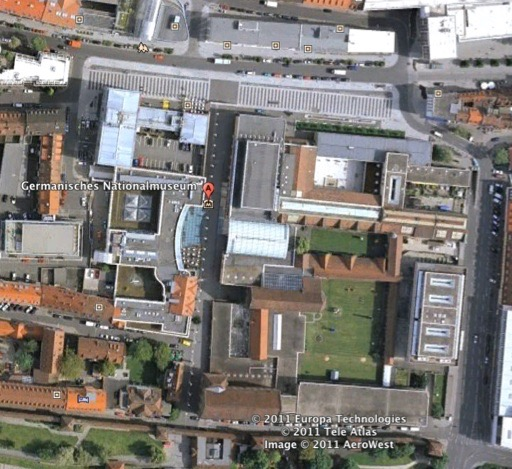 Germanisches Nationalmuseum
© 2011 Europa Technologies
© 2011 Tele Atlas
Image © 2011 AeroWest